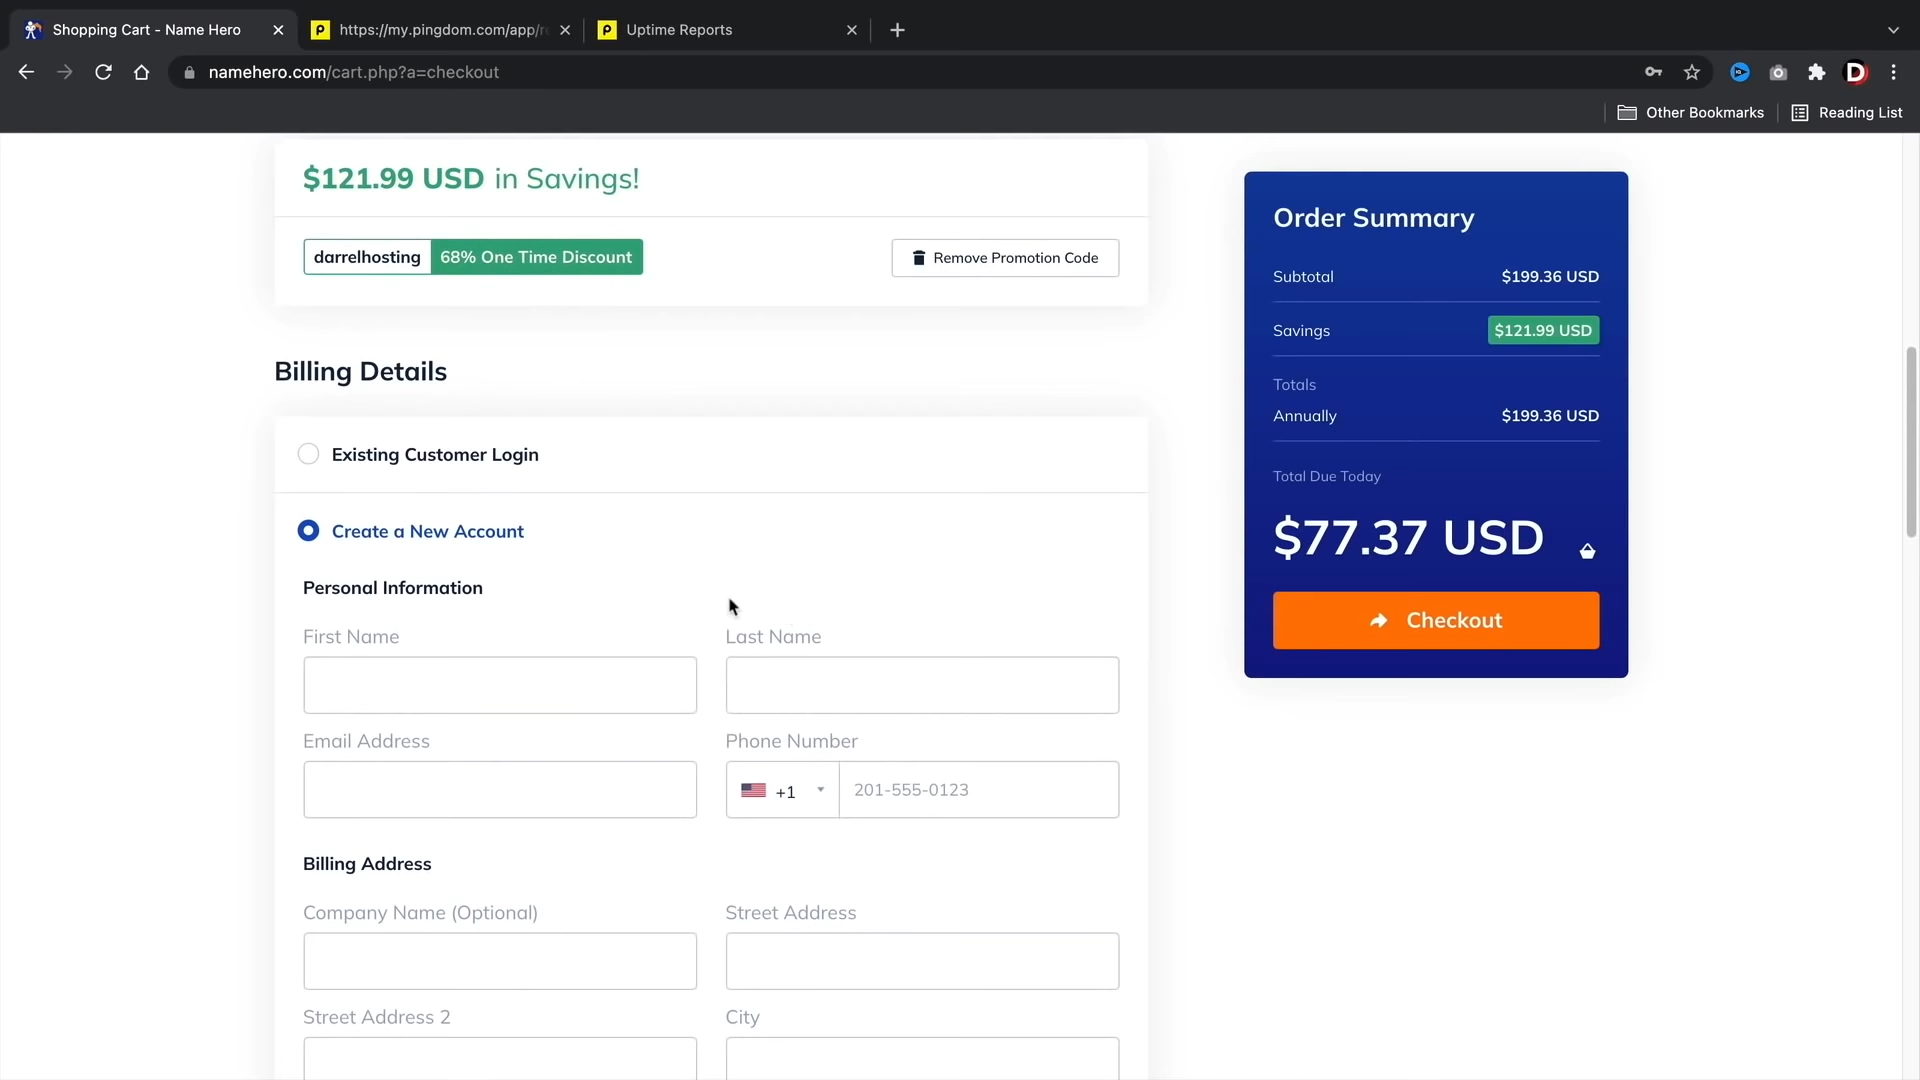 Shopping Cart - Name Hero
https://my.pingdom.com/app/r
Uptime Reports
namehero.com/cart.php?a=checkout
Other Bookmarks
Reading List
$121.99 USD in Savings!
darrelhosting 68% One Time Discount
Remove Promotion Code
Billing Details
Existing Customer Login
Create a New Account
Personal Information
First Name
Last Name
Email Address
Phone Number
+1
201-555-0123
Billing Address
Company Name (Optional)
Street Address
Street Address 2
City
Order Summary
Subtotal $199.36 USD
Savings $121.99 USD
Totals
Annually $199.36 USD
Total Due Today
$77.37 USD
Checkout